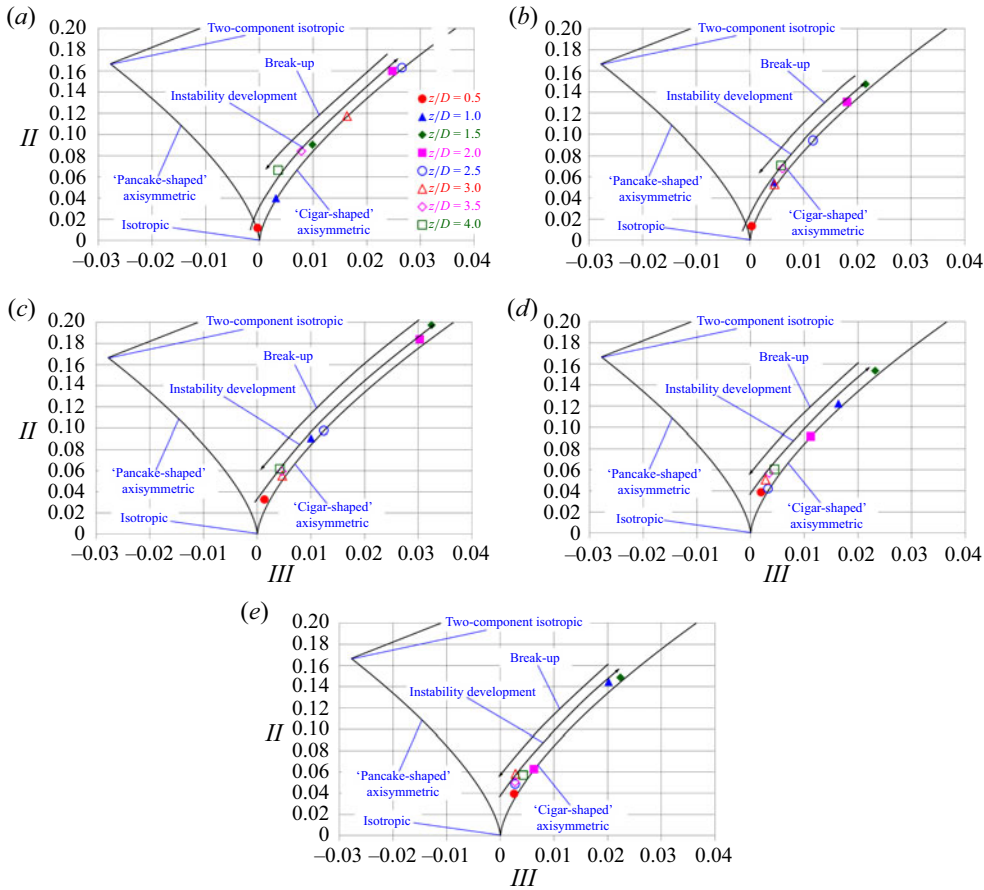 (a)
0.20
0.18
0.16
0.14
0.12
II 0.10
0.08
0.06
0.04
0.02
0
Two-component isotropic
Break-up
Instability development
‘Pancake-shaped’
axisymmetric
Isotropic
‘Cigar-shaped’
axisymmetric
z/D = 0.5
z/D = 1.0
z/D = 1.5
z/D = 2.0
z/D = 2.5
z/D = 3.0
z/D = 3.5
z/D = 4.0
−0.03 −0.02 −0.01 0 0.01 0.02 0.03 0.04
(b)
0.20
0.18
0.16
0.14
0.12
0.10
0.08
0.06
0.04
0.02
0
Two-component isotropic
Break-up
Instability development
‘Pancake-shaped’
axisymmetric
Isotropic
‘Cigar-shaped’
axisymmetric
−0.03 −0.02 −0.01 0 0.01 0.02 0.03 0.04
(c)
0.20
0.18
0.16
0.14
0.12
II 0.10
0.08
0.06
0.04
0.02
0
Two-component isotropic
Break-up
Instability development
‘Pancake-shaped’
axisymmetric
Isotropic
‘Cigar-shaped’
axisymmetric
−0.03 −0.02 −0.01 0 0.01 0.02 0.03 0.04
III
(d)
0.20
0.18
0.16
0.14
0.12
0.10
0.08
0.06
0.04
0.02
0
Two-component isotropic
Break-up
Instability development
‘Pancake-shaped’
axisymmetric
Isotropic
‘Cigar-shaped’
axisymmetric
−0.03 −0.02 −0.01 0 0.01 0.02 0.03 0.04
III
(e)
0.20
0.18
0.16
0.14
0.12
II 0.10
0.08
0.06
0.04
0.02
0
Two-component isotropic
Break-up
Instability development
‘Pancake-shaped’
axisymmetric
Isotropic
‘Cigar-shaped’
axisymmetric
−0.03 −0.02 −0.01 0 0.01 0.02 0.03 0.04
III